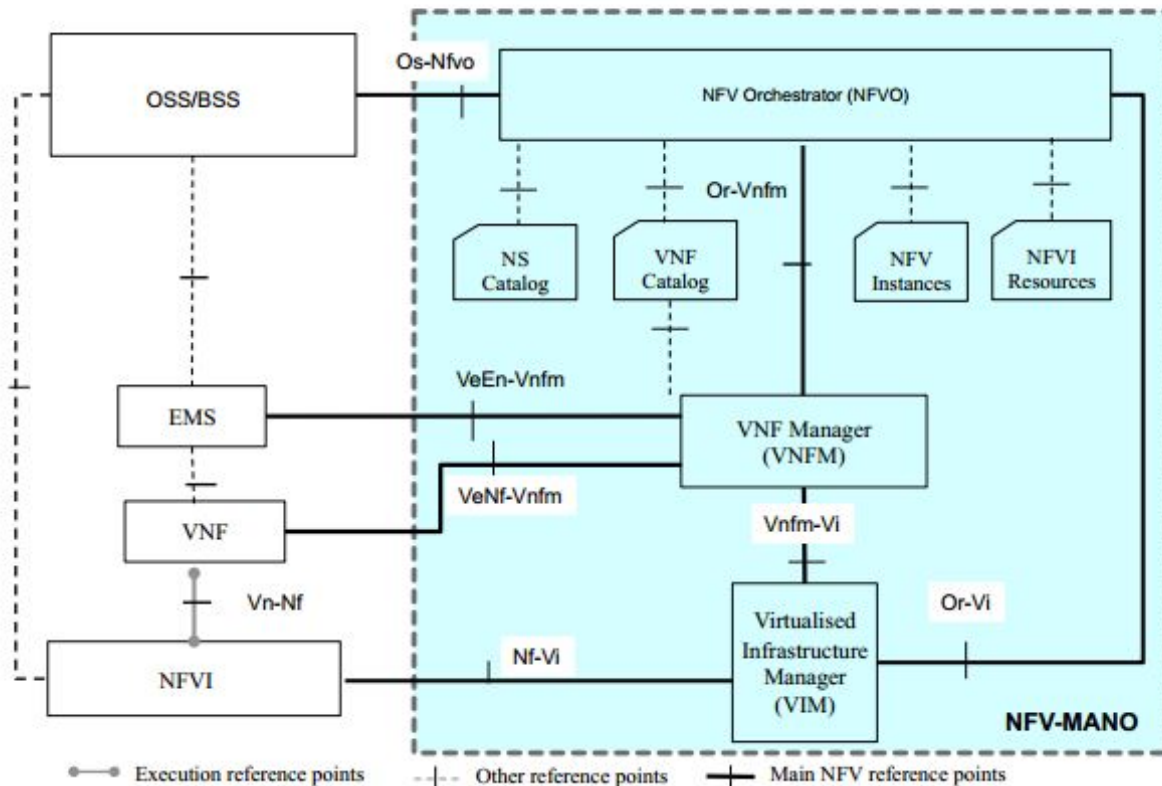 Os-Nfvo
OSS/BSS
NFV Orchestrator (NFVO)
Or-Vnfm
NS
Catalog
VNF
Catalog
NFV
Instances
NFVI
Resources
VeEn-Vnfm
EMS
VNF Manager
(VNFM)
VeNf-Vnfm
VNF
Vnfm-Vi
Vn-Nf
Or-Vi
Virtualised
Infrastructure
Manager
(VIM)
Nf-Vi
NFVI
NFV-MANO
Execution reference points
Other reference points
Main NFV reference points